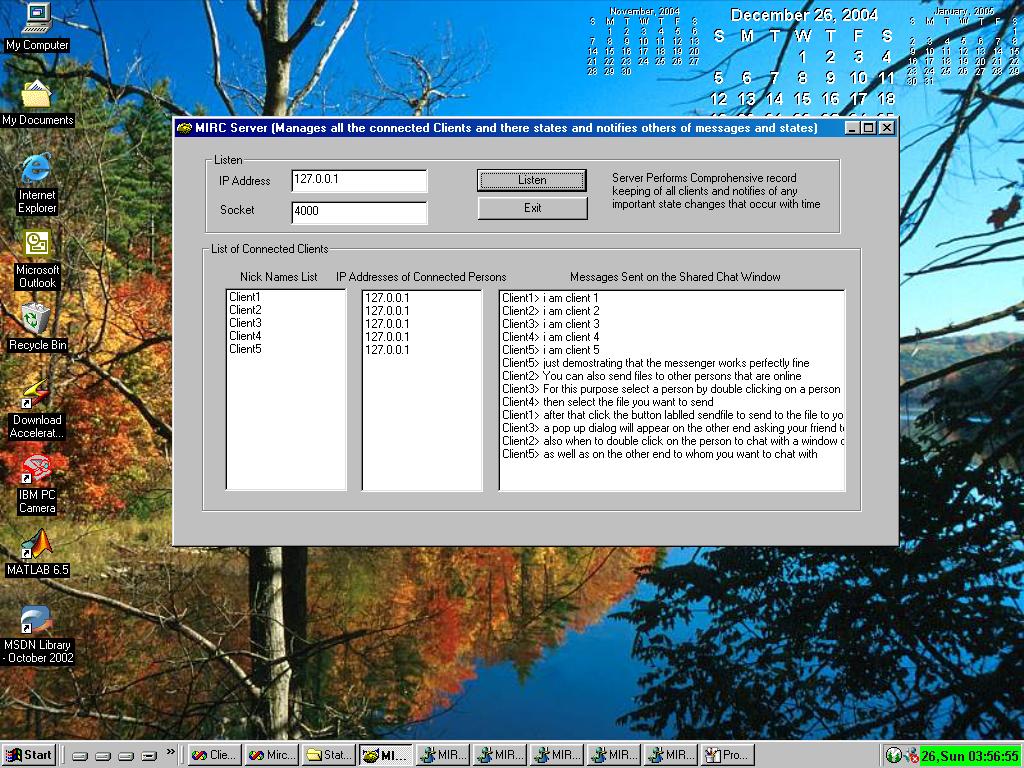 My Computer
My Documents
Internet
Explorer
Microsoft
Outlook
Recycle Bin
Download
Accelerat...
IBM PC
Camera
MATLAB 6.5
MSDN Library
- October 2002
November, 2004
S M T W T F S
1 2 3 4 5 6
7 8 9 10 11 12 13
14 15 16 17 18 19 20
21 22 23 24 25 26 27
28 29 30
December 26, 2004
S M T W T F S
1 2 3 4
5 6 7 8 9 10 11
12 13 14 15 16 17 18
January, 2005
S M T W T F S
1
2 3 4 5 6 7 8
9 10 11 12 13 14 15
16 17 18 19 20 21 22
23 24 25 26 27 28 29
30 31
MIRC Server (Manages all the connected Clients and there states and notifies others of messages and states)
Listen
IP Address
127.0.0.1
Listen
Socket
4000
Exit
Server Performs Comprehensive record
keeping of all clients and notifies of any
important state changes that occur with time
List of Connected Clients
Nick Names List
Client1
Client2
Client3
Client4
Client5
IP Addresses of Connected Persons
127.0.0.1
127.0.0.1
127.0.0.1
127.0.0.1
127.0.0.1
Messages Sent on the Shared Chat Window
Client1> i am client 1
Client2> i am client 2
Client3> i am client 3
Client4> i am client 4
Client5> i am client 5
Client5> just demostrating that the messenger works perfectly fine
Client2> You can also send files to other persons that are online
Client3> For this purpose select a person by double clicking on a person
Client4> then select the file you want to send
Client1> after that click the button lablled sendfile to send to the file to yo
Client3> a pop up dialog will appear on the other end asking your friend t
Client2> also when to double click on the person to chat with a window
Client5> as well as on the other end to whom you want to chat with
Start
»
Clie...
Mirc...
Stat...
MI...
MIR...
MIR...
MIR...
MIR...
MIR...
Pro...
26,Sun 03:56:55